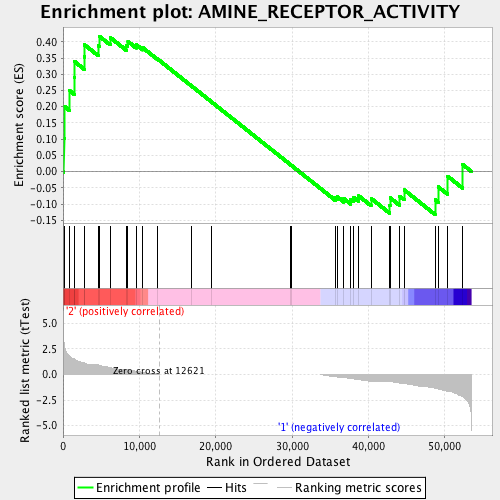 Enrichment plot: AMINE_RECEPTOR_ACTIVITY
Enrichment score (ES)
0.40
0.35
0.30
0.25
0.20
0.15
0.10
0.05
0.00
-0.05
-0.10
-0.15
'2' (positively correlated)
Ranked list metric (tTest)
5.0
2.5
0.0
-2.5
-5.0
Zero cross at 12621
'1' (negatively correlated)
0 10,000 20,000 30,000 40,000 50,000
Rank in Ordered Dataset
Enrichment profile Hits Ranking metric scores